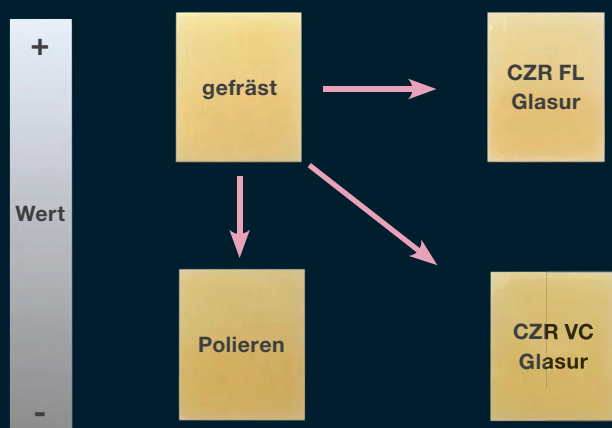 +
gefräst
CZR FL
Glasur
Wert
Polieren
CZR VC
Glasur
-